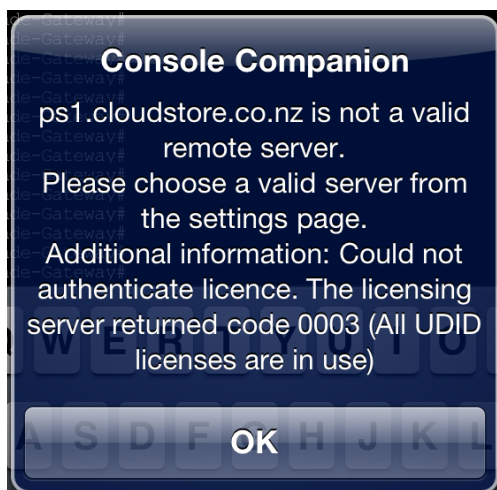 Console Companion
ps1.cloudstore.co.nz is not a valid
remote server.
Please choose a valid server from
the settings page.
Additional information: Could not
authenticate licence. The licensing
server returned code 0003 (All UDID
licenses are in use)
W E R T Y U I O
OK
A S D F G H J K L